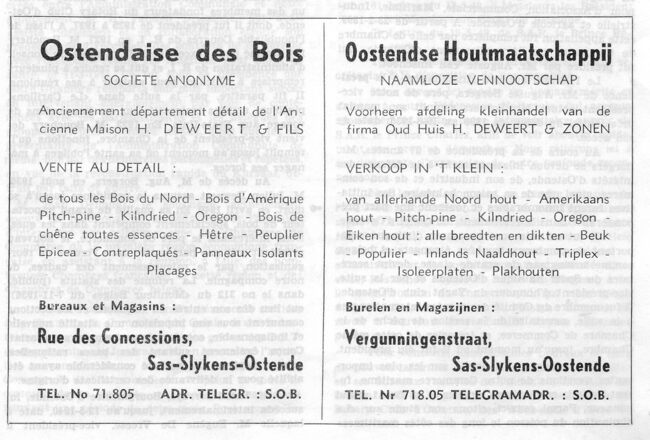 Ostendaise des Bois
SOCIETE ANONYME
Anciennement département détail de l'An-
cienne Maison H. DEWEERT & FILS
VENTE AU DETAIL :
de tous les Bois du Nord - Bois d'Amérique
Pitch-pine - Kilndried - Oregon - Bois de
chêne toutes essences - Hêtre - Peuplier
Epicea - Contreplaqués - Panneaux Isolants
Placages
Bureaux et Magasins :
Rue des Concessions,
Sas-Slykens-Ostende
TEL. No 71.805 ADR. TELEGR. : S.O.B.
Oostendse Houtmaatschappij
NAAMLOZE VENNOOTSCHAP
Voorheen afdeling kleinhandel van de
firma Oud Huis H. DEWEERT & ZONEN
VERKOOP IN 'T KLEIN :
van allerhande Noord hout - Amerikaans
hout - Pitch-pine - Kilndried - Oregon -
Eiken hout : alle breedten en dikten - Beuk
- Populier - Inlands Naaldhout - Triplex -
Isoleerplaten - Plakhouten
Burelen en Magazijnen :
Vergunningenstraat,
Sas-Slykens-Oostende
TEL. Nr 718.05 TELEGRAMADR. : S.O.B.